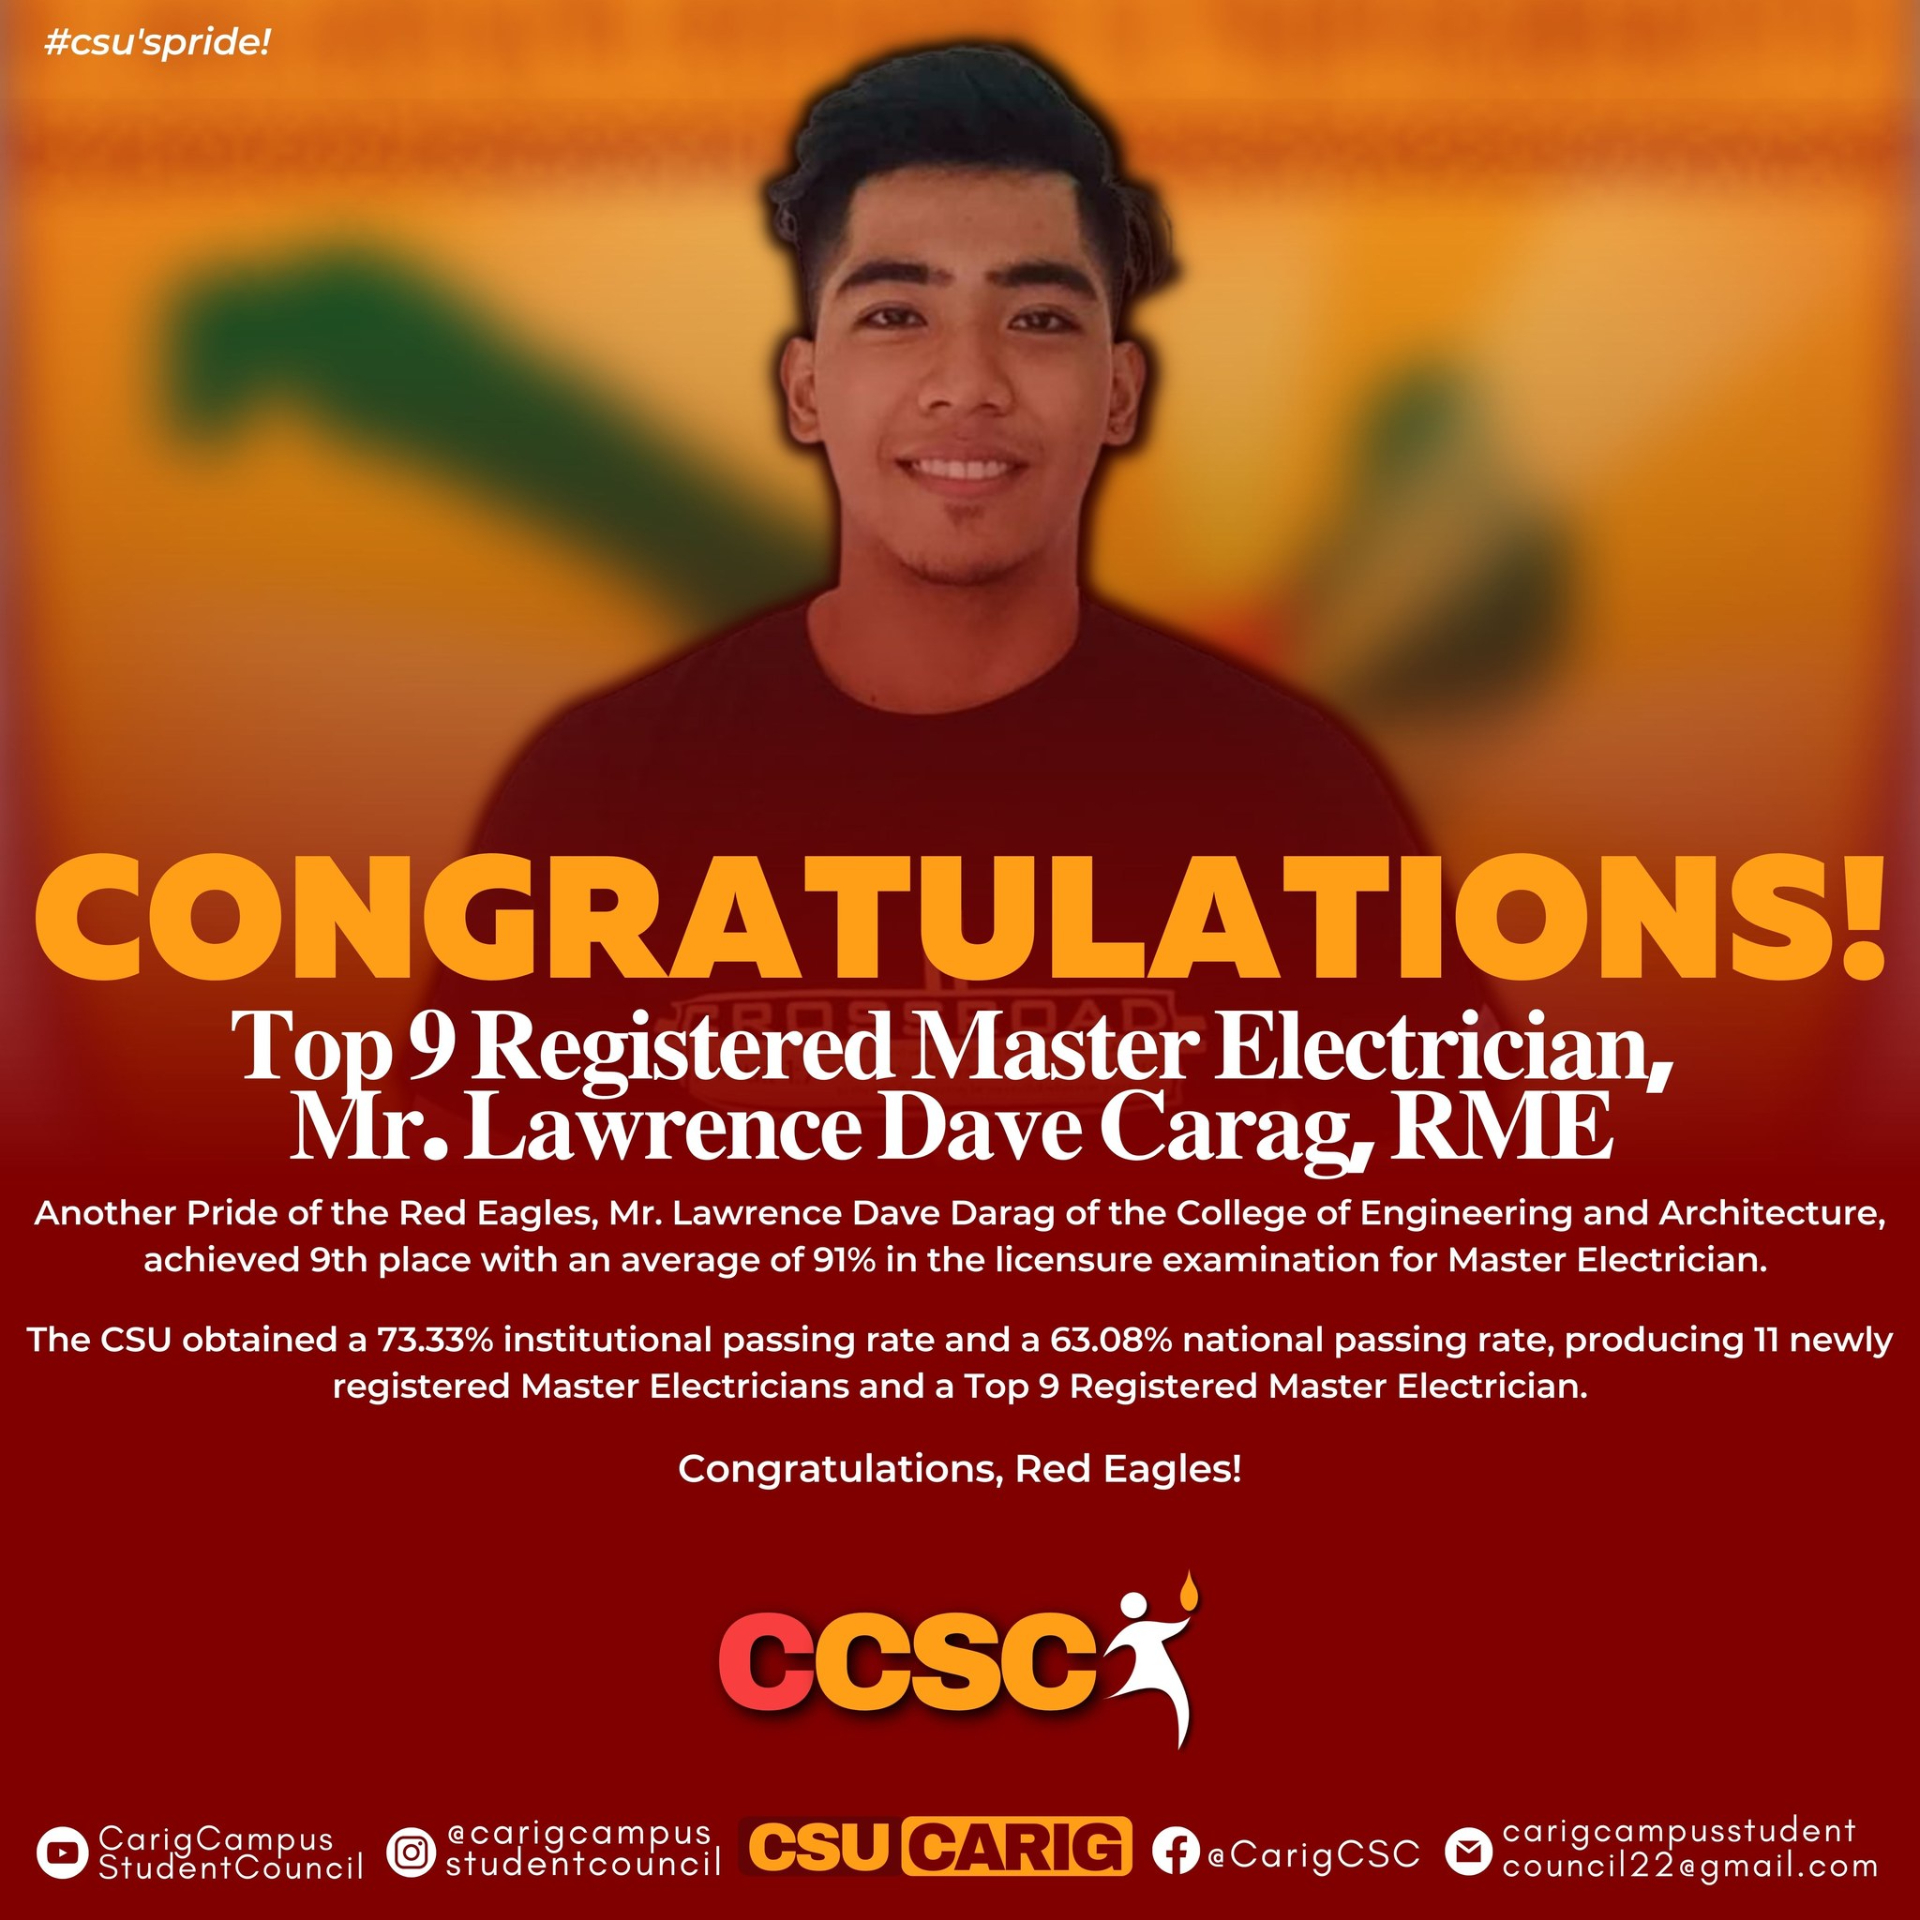 #csu'spride!
CONGRATULATIONS!
Top 9 Registered Master Electrician,
Mr. Lawrence Dave Carag, RME
Another Pride of the Red Eagles, Mr. Lawrence Dave Darag of the College of Engineering and Architecture,
achieved 9th place with an average of 91% in the licensure examination for Master Electrician.
The CSU obtained a 73.33% institutional passing rate and a 63.08% national passing rate, producing 11 newly
registered Master Electricians and a Top 9 Registered Master Electrician.
Congratulations, Red Eagles!
CCSC
CarigCampus
StudentCouncil
@carigcampus
studentcouncil
CSU CARIG
@CarigCSC
carigcampusstudent
council22@gmail.com